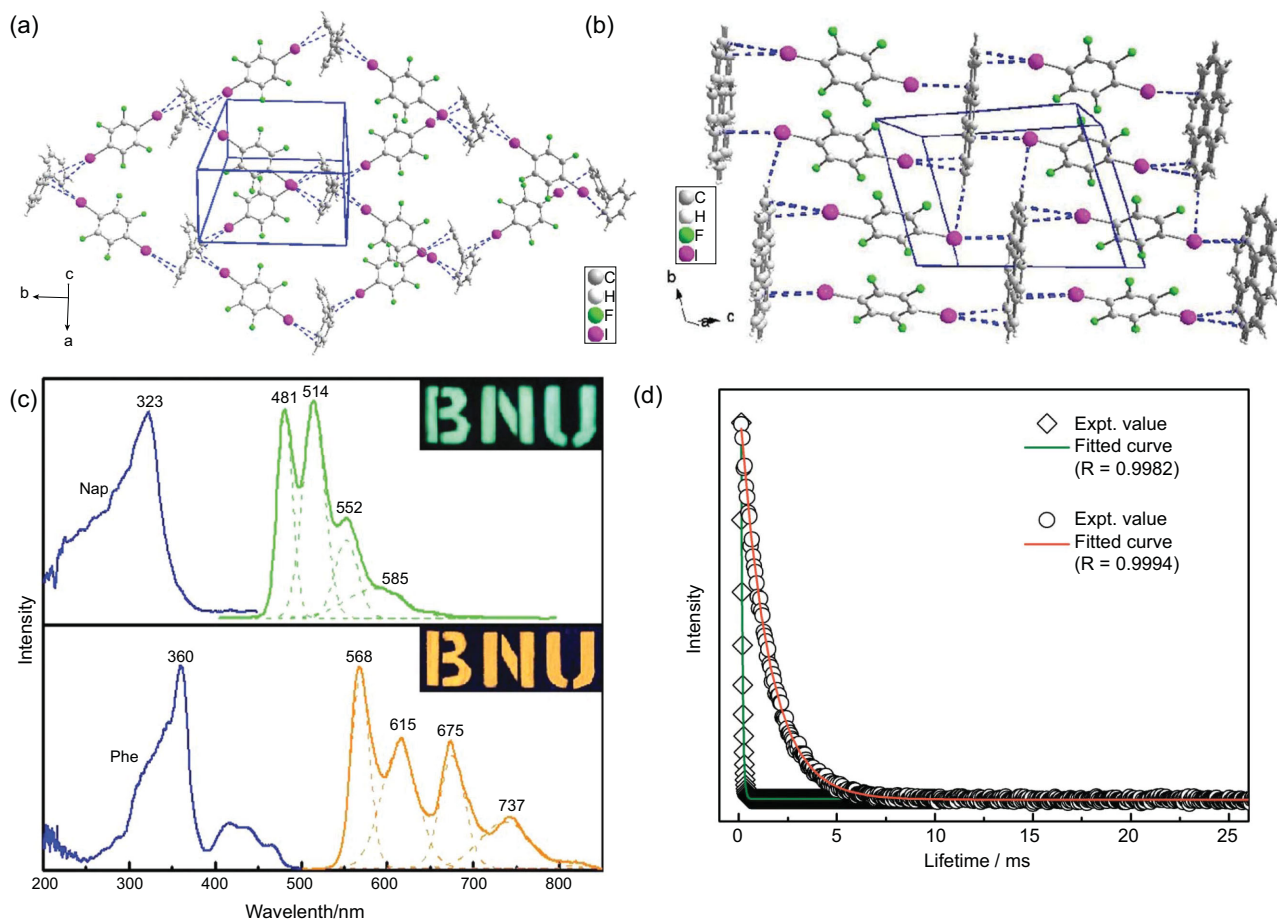 (a)
b
c
a
C
H
F
I
(b)
C
H
F
I
b
a
c
(c)
323
Nap
481
514
552
585
BNU
360
Phe
568
615
675
737
BNU
Intensity
200
300
400
500
600
700
800
Wavelenth/nm
(d)
Expt. value
Fitted curve
(R = 0.9982)
Expt. value
Fitted curve
(R = 0.9994)
Intensity
0
5
10
15
20
25
Lifetime / ms